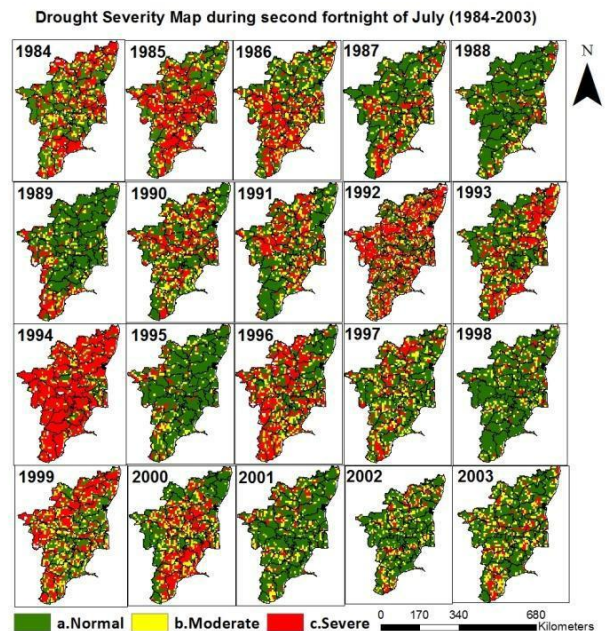 Drought Severity Map during second fortnight of July (1984-2003)
N
1984 1985 1986 1987 1988
1989 1990 1991 1992 1993
1994 1995 1996 1997 1998
1999 2000 2001 2002 2003
a.Normal b.Moderate c.Severe
0 170 340 680
Kilometers